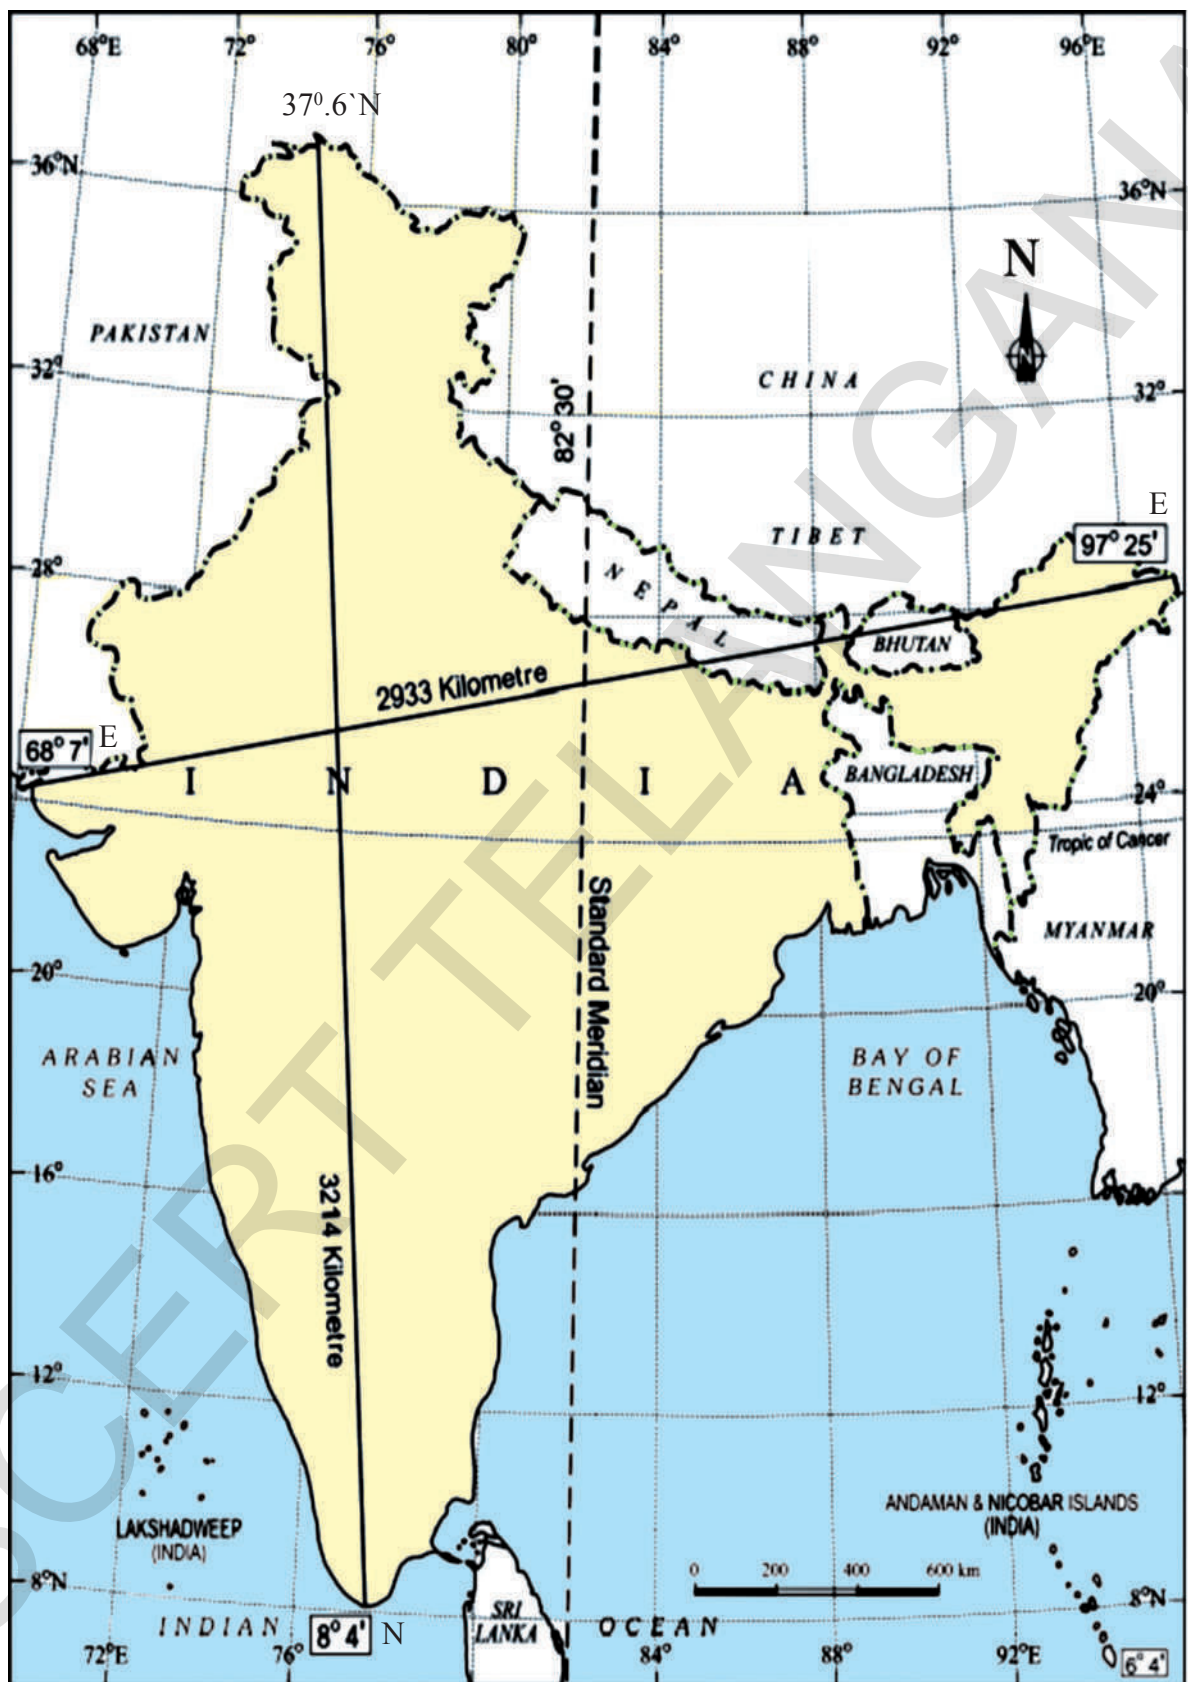 68°E 72° 76° 80° 84° 88° 92° 96°E
37⁰.6`N
36°N
36°N
N
N
PAKISTAN
32°
CHINA
32°
82° 30'
E
TIBET
97° 25'
28°
NEPAL
BHUTAN
2933 Kilometre
68° 7' E
INDIA
BANGLADESH
24°
Tropic of Cancer
Standard Meridian
MYANMAR
20°
20°
ARABIAN
SEA
BAY OF
BENGAL
16°
3214 Kilometre
12°
12°
ANDAMAN & NICOBAR ISLANDS
(INDIA)
LAKSHADWEEP
(INDIA)
0 200 400 600 km
8°N
8°N
SRI
LANKA
INDIAN OCEAN
8° 4' N
72°E 76° 84° 88° 92°E
6° 4'
SCERT TELANGANA